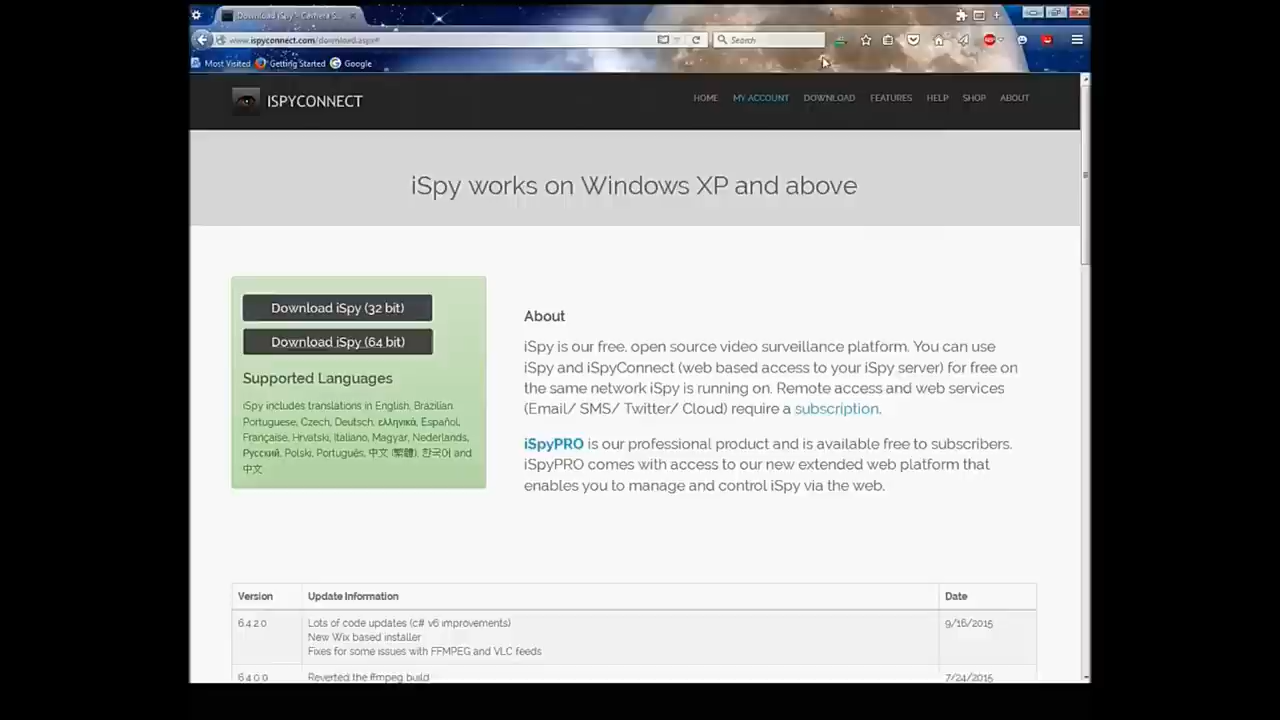 Download iSpy - Camera S...
www.ispyconnect.com/download.aspx#
Search
Most Visited
Getting Started
Google
ISPYCONNECT
HOME
MY ACCOUNT
DOWNLOAD
FEATURES
HELP
SHOP
ABOUT
iSpy works on Windows XP and above
Download iSpy (32 bit)
Download iSpy (64 bit)
Supported Languages
iSpy includes translations in English, Brazilian
Portuguese, Czech, Deutsch, ελληνικά, Español,
Française, Hrvatski, Italiano, Magyar, Nederlands,
Русский, Polski, Português, 中文 (繁體), 한국어 and
中文
About
iSpy is our free, open source video surveillance platform. You can use
iSpy and iSpyConnect (web based access to your iSpy server) for free on
the same network iSpy is running on. Remote access and web services
(Email/ SMS/ Twitter/ Cloud) require a subscription.
iSpyPRO is our professional product and is available free to subscribers.
iSpyPRO comes with access to our new extended web platform that
enables you to manage and control iSpy via the web.
Version
Update Information
Date
6.4.2.0
Lots of code updates (c# v6 improvements)
9/16/2015
New Wix based installer
Fixes for some issues with FFMPEG and VLC feeds
6.4.0.0
Reverted the ffmpeg build
7/24/2015